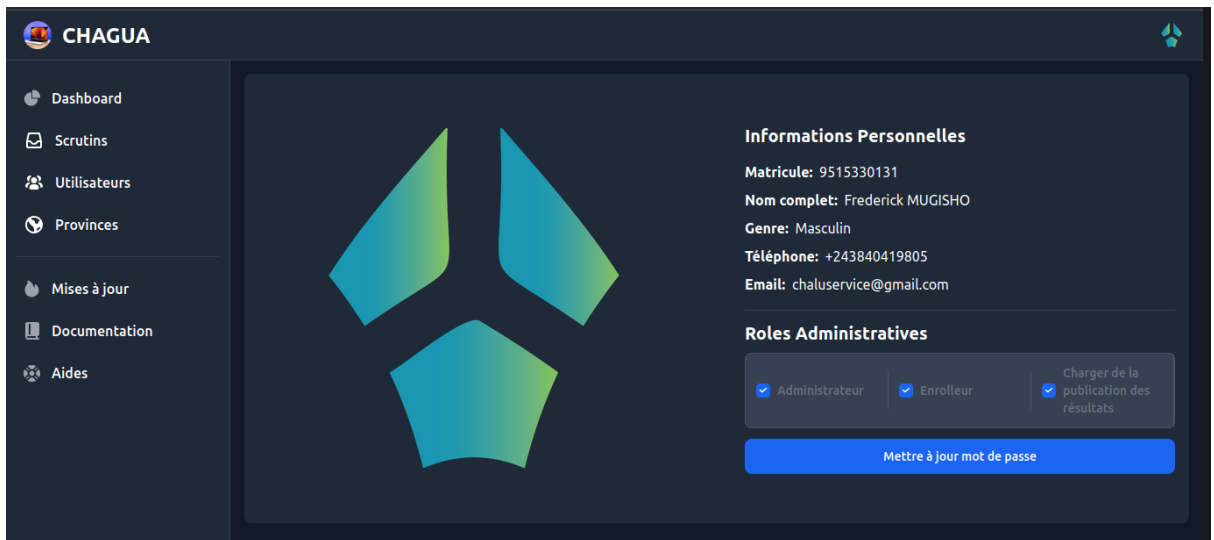 CHAGUA
Dashboard
Scrutins
Utilisateurs
Provinces
Mises à jour
Documentation
Aides
Informations Personnelles
Matricule: 9515330131
Nom complet: Frederick MUGISHO
Genre: Masculin
Téléphone: +243840419805
Email: chaluservice@gmail.com
Roles Administratives
Administrateur
Enrolleur
Charger de la
publication des
résultats
Mettre à jour mot de passe